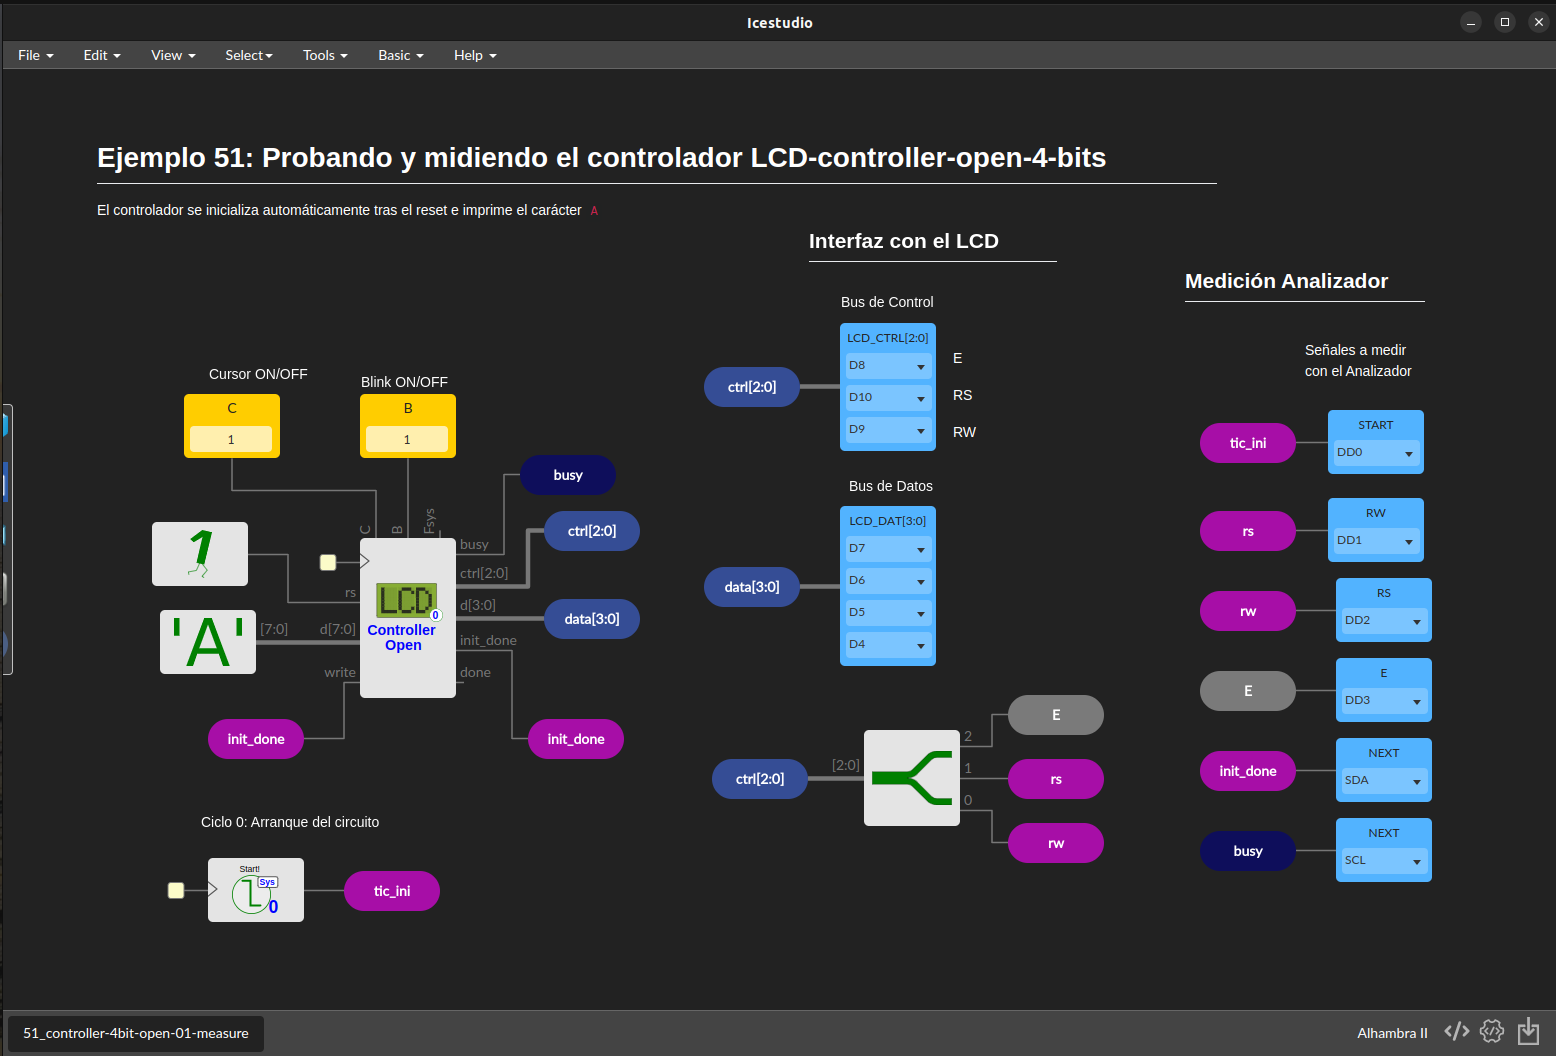 Icestudio
File Edit View Select Tools Basic Help
Ejemplo 51: Probando y midiendo el controlador LCD-controller-open-4-bits
El controlador se inicializa automáticamente tras el reset e imprime el carácter A
Interfaz con el LCD
Medición Analizador
Bus de Control
LCD_CTRL[2:0]
D8
D10
D9
E
RS
RW
ctrl[2:0]
Bus de Datos
LCD_DAT[3:0]
D7
D6
D5
D4
data[3:0]
Señales a medir
con el Analizador
tic_ini
START
DD0
rs
RW
DD1
rw
RS
DD2
E
E
DD3
init_done
NEXT
SDA
busy
NEXT
SCL
Cursor ON/OFF
C
1
Blink ON/OFF
B
1
busy
ctrl[2:0]
data[3:0]
C
B
Fsys
busy
ctrl[2:0]
d[3:0]
init_done
done
rs
d[7:0]
write
LCD
0
Controller
Open
1
'A'
[7:0]
init_done
init_done
ctrl[2:0]
[2:0]
2
1
0
E
rs
rw
Ciclo 0: Arranque del circuito
Start!
Sys
0
tic_ini
51_controller-4bit-open-01-measure
Alhambra II